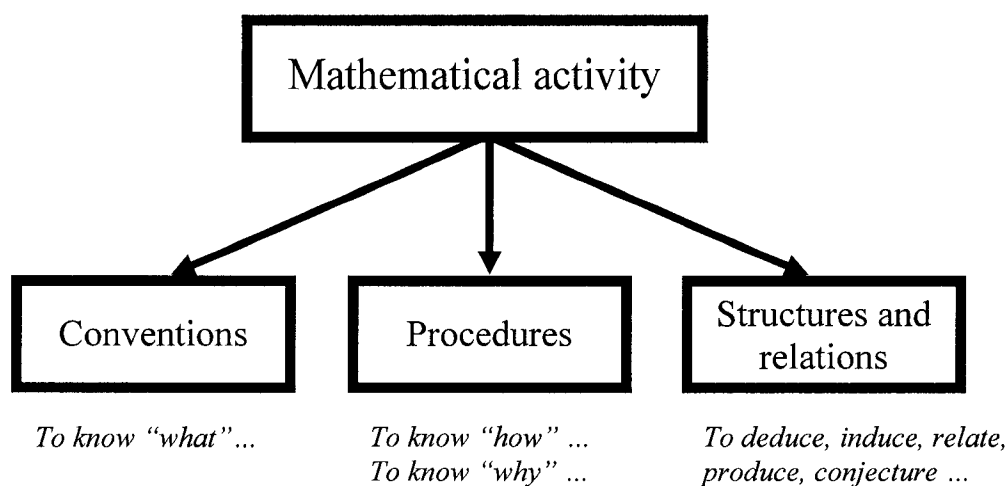 Mathematical activity
Conventions
Procedures
Structures and
relations
To know “what”...
To know “how” ...
To know “why” ...
To deduce, induce, relate,
produce, conjecture ...